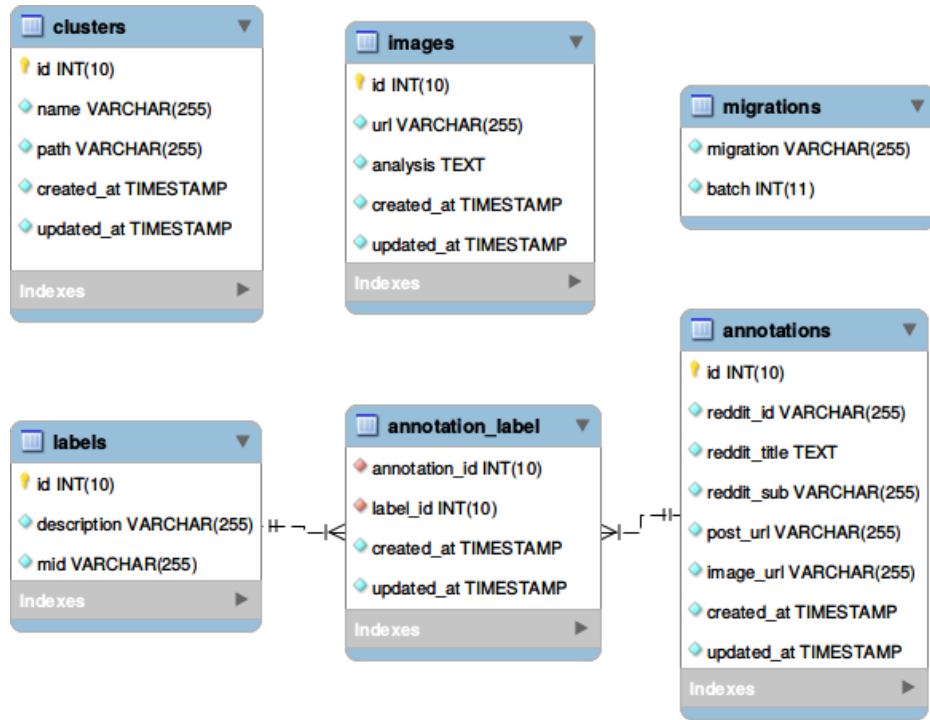 clusters
id INT(10)
name VARCHAR(255)
path VARCHAR(255)
created_at TIMESTAMP
updated_at TIMESTAMP
Indexes
images
id INT(10)
url VARCHAR(255)
analysis TEXT
created_at TIMESTAMP
updated_at TIMESTAMP
Indexes
migrations
migration VARCHAR(255)
batch INT(11)
labels
id INT(10)
description VARCHAR(255)
mid VARCHAR(255)
Indexes
annotation_label
annotation_id INT(10)
label_id INT(10)
created_at TIMESTAMP
updated_at TIMESTAMP
Indexes
annotations
id INT(10)
reddit_id VARCHAR(255)
reddit_title TEXT
reddit_sub VARCHAR(255)
post_url VARCHAR(255)
image_url VARCHAR(255)
created_at TIMESTAMP
updated_at TIMESTAMP
Indexes